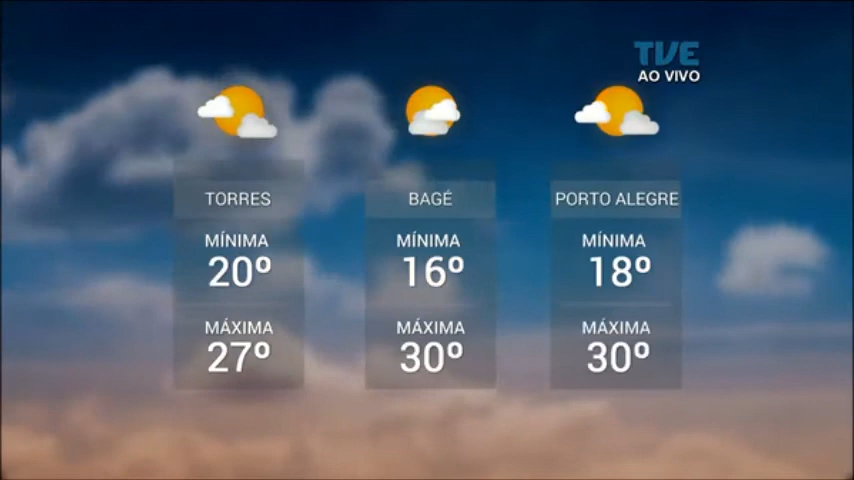 TVE
AO VIVO
TORRES
MÍNIMA
20º
MÁXIMA
27º
BAGÉ
MÍNIMA
16º
MÁXIMA
30º
PORTO ALEGRE
MÍNIMA
18º
MÁXIMA
30º